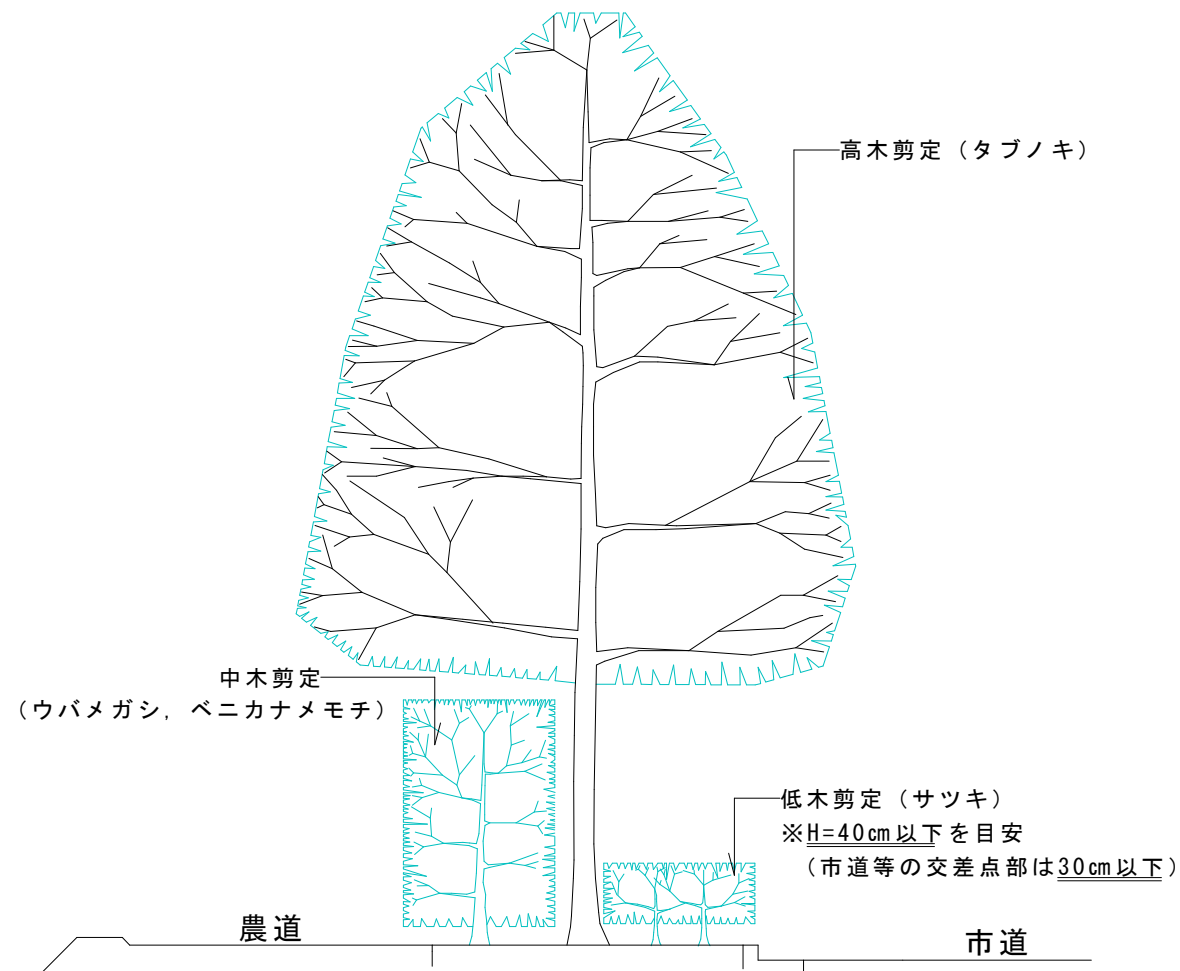 高木剪定（タブノキ）
中木剪定
（ウバメガシ，ベニカナメモチ）
低木剪定（サツキ）
※H=40㎝以下を目安
（市道等の交差点部は30㎝以下）
農道
市道